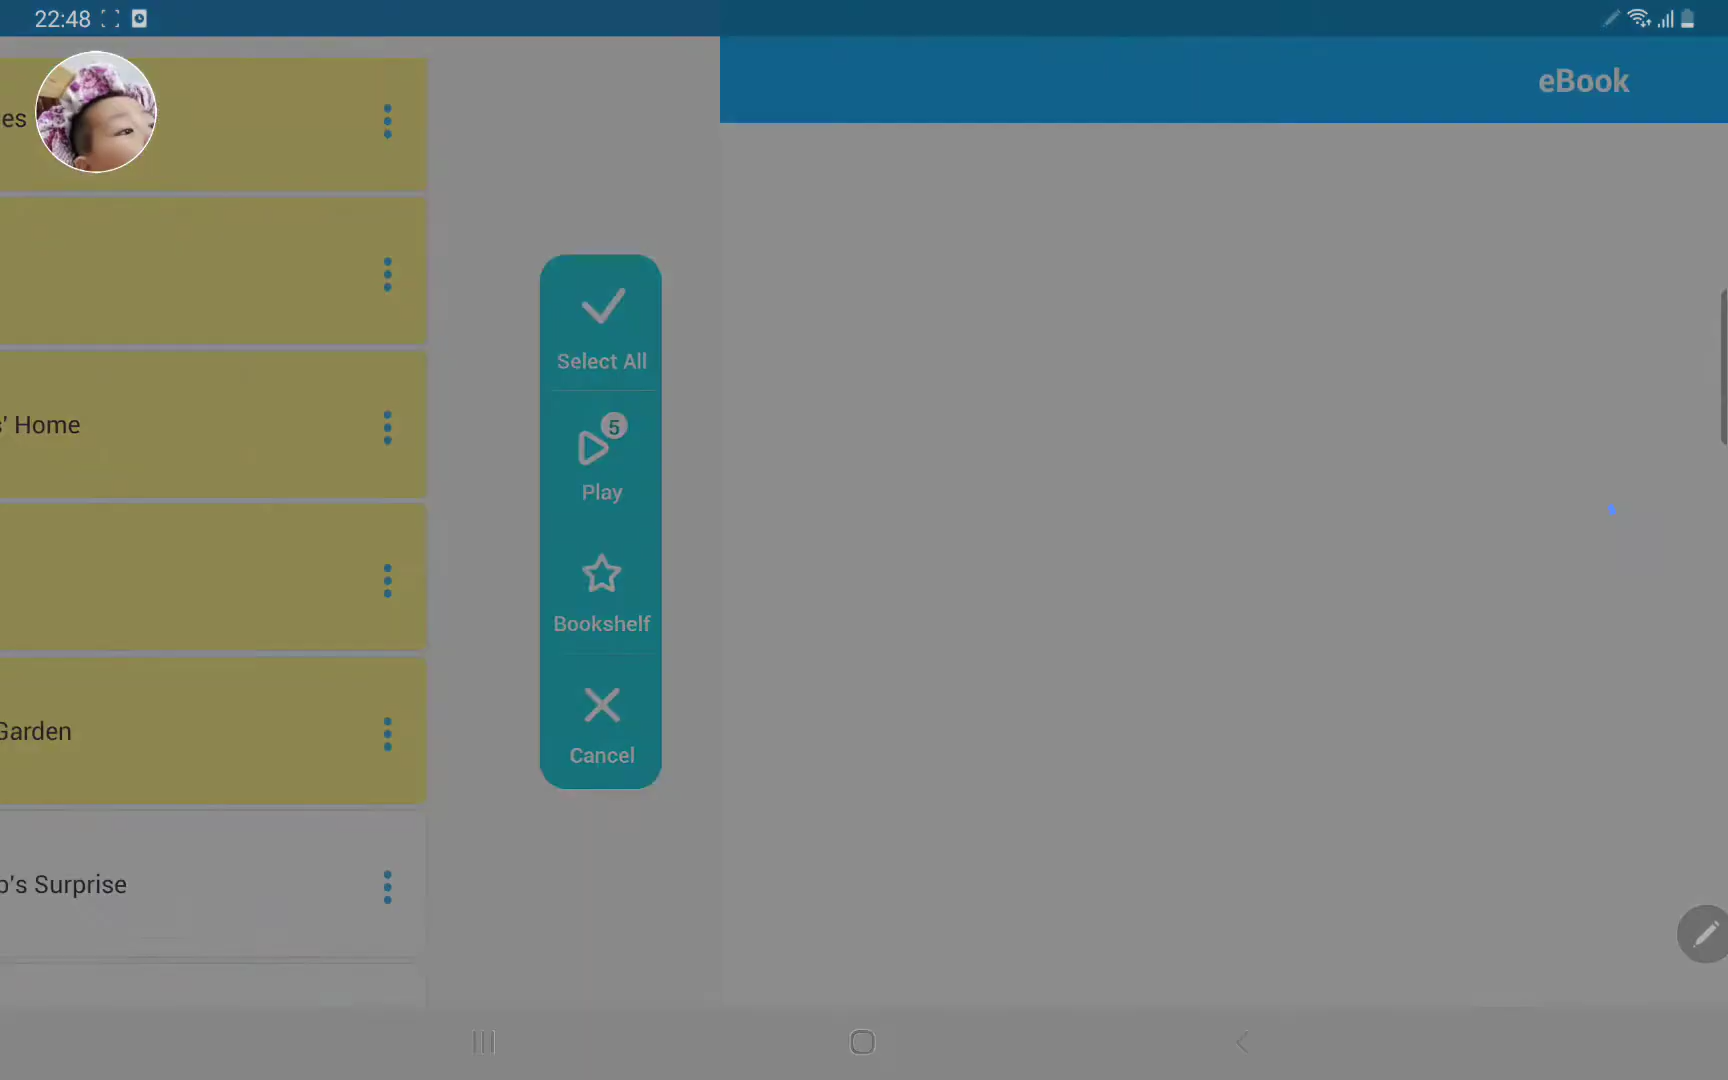 22:48
eBook
es
' Home
Garden
's Surprise
Select All
5
Play
Bookshelf
Cancel